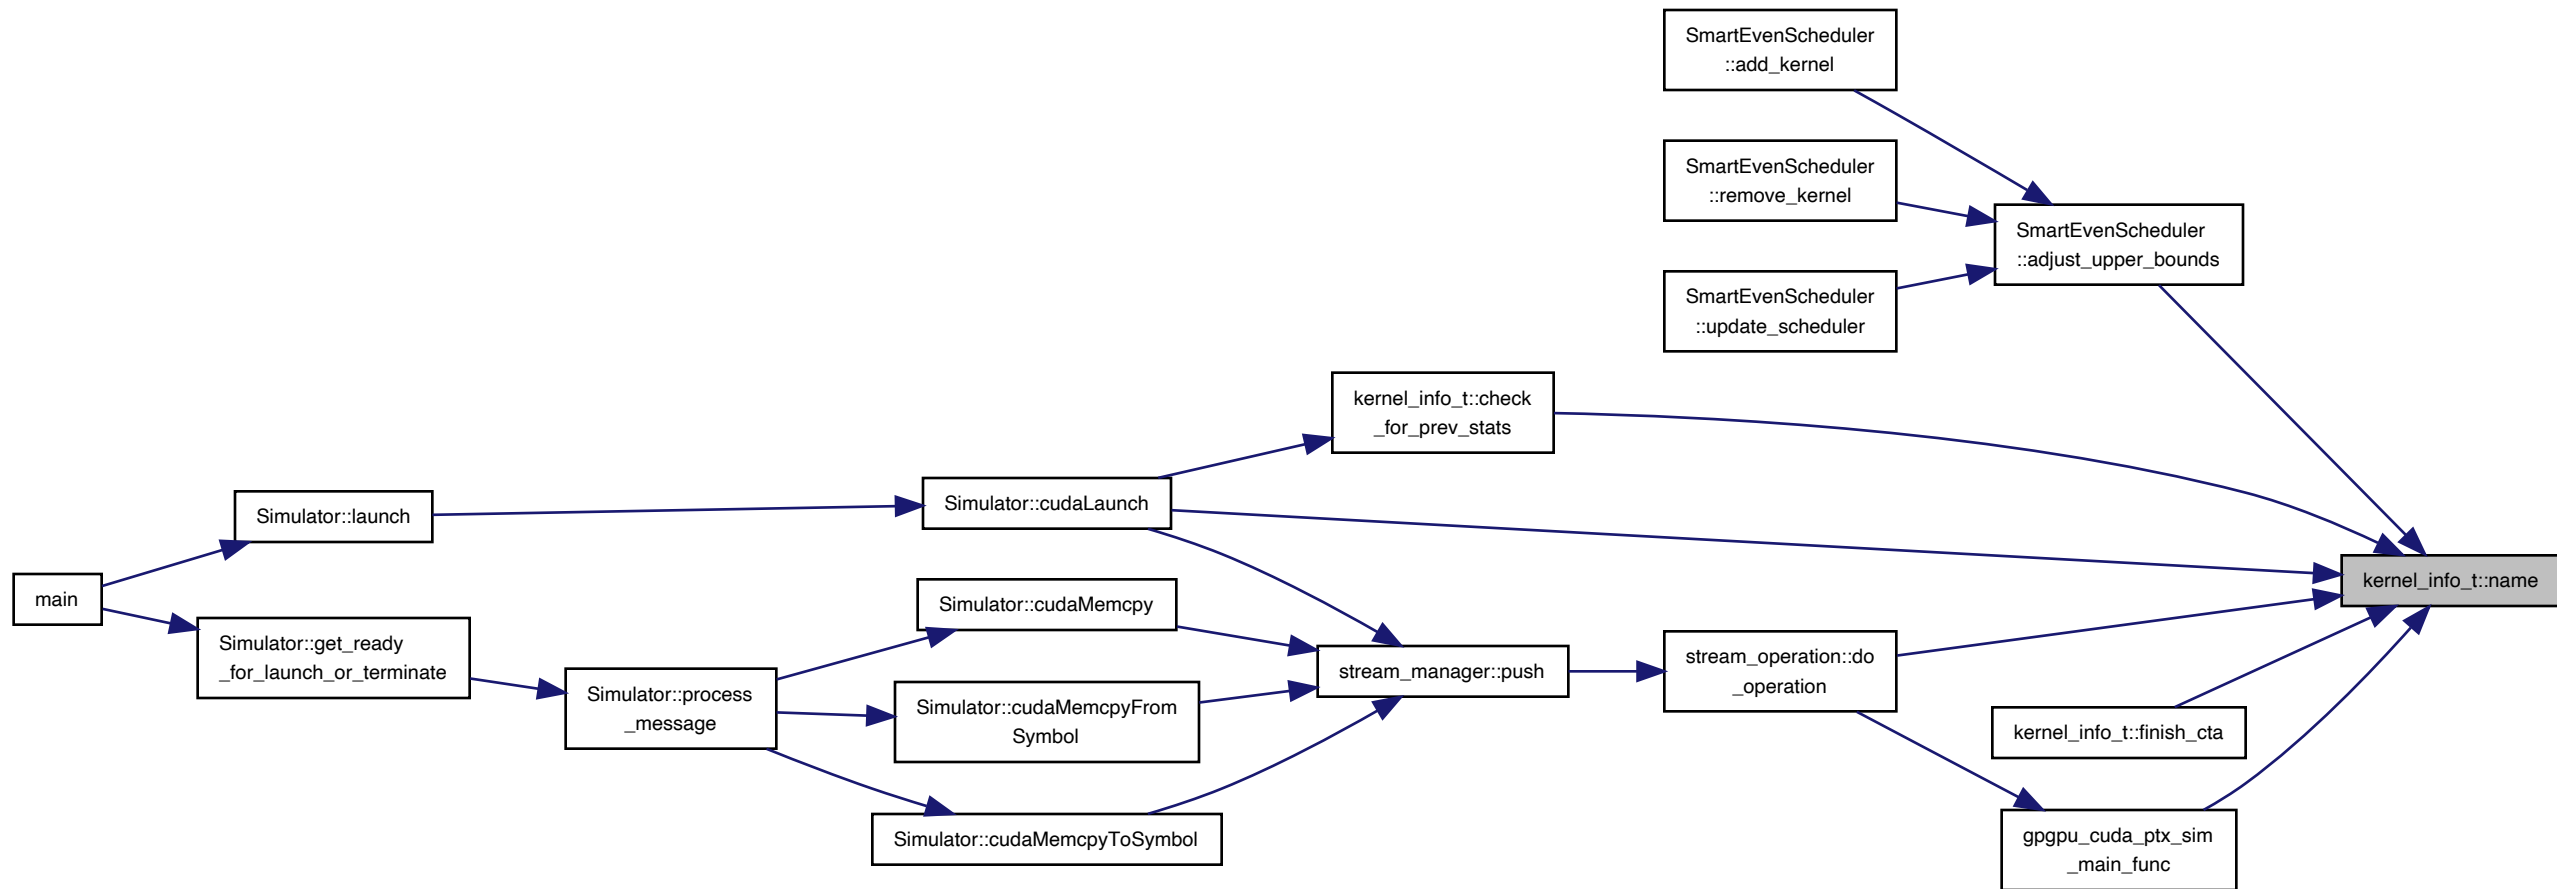 SmartEvenScheduler
::add_kernel
SmartEvenScheduler
::remove_kernel
SmartEvenScheduler
::adjust_upper_bounds
SmartEvenScheduler
::update_scheduler
kernel_info_t::check
_for_prev_stats
Simulator::launch
Simulator::cudaLaunch
main
kernel_info_t::name
Simulator::get_ready
_for_launch_or_terminate
Simulator::cudaMemcpy
Simulator::process
_message
Simulator::cudaMemcpyFrom
Symbol
stream_manager::push
stream_operation::do
_operation
kernel_info_t::finish_cta
Simulator::cudaMemcpyToSymbol
gpgpu_cuda_ptx_sim
_main_func